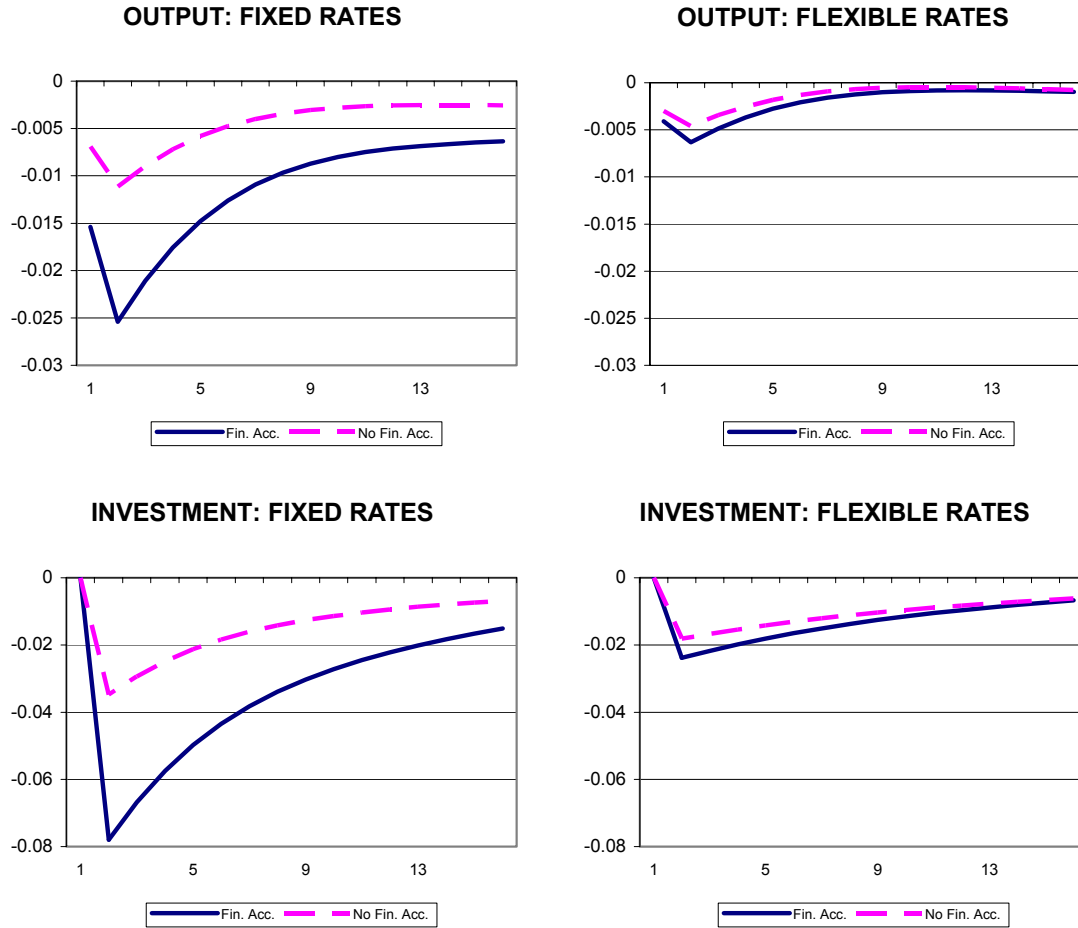 OUTPUT: FIXED RATES
0
-0.005
-0.01
-0.015
-0.02
-0.025
-0.03
1 5 9 13
Fin. Acc. No Fin. Acc.
OUTPUT: FLEXIBLE RATES
0
-0.005
-0.01
-0.015
-0.02
-0.025
-0.03
1 5 9 13
Fin. Acc. No Fin. Acc.
INVESTMENT: FIXED RATES
0
-0.02
-0.04
-0.06
-0.08
1 5 9 13
Fin. Acc. No Fin. Acc.
INVESTMENT: FLEXIBLE RATES
0
-0.02
-0.04
-0.06
-0.08
1 5 9 13
Fin. Acc. No Fin. Acc.